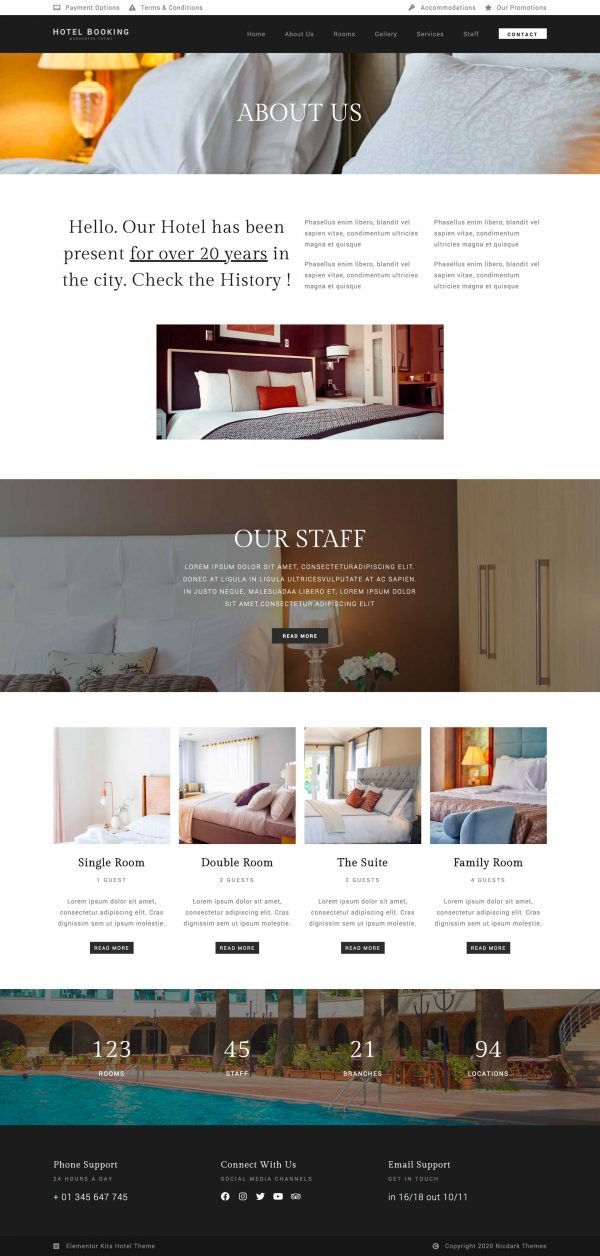 Payment Options
Terms & Conditions
Accommodations
Our Promotions
HOTEL BOOKING
WORDPRESS THEME
Home
About Us
Rooms
Gallery
Services
Staff
CONTACT
ABOUT US
Hello. Our Hotel has been
present for over 20 years in
the city. Check the History !
Phasellus enim libero, blandit vel
sapien vitae, condimentum ultricies
magna et quisque
Phasellus enim libero, blandit vel
sapien vitae, condimentum ultricies
magna et quisque
Phasellus enim libero, blandit vel
sapien vitae, condimentum
ultricies magna et quisque
Phasellus enim libero, blandit vel
sapien vitae, condimentum
ultricies magna et quisque
OUR STAFF
LOREM IPSUM DOLOR SIT AMET, CONSECTETURADIPISCING ELIT.
DONEC AT LIGULA IN LIGULA ULTRICESVULPUTATE AT AC SAPIEN.
IN JUSTO NEQUE, MALESUADAA LIBERO ET, LOREM IPSUM DOLOR
SIT AMET,CONSECTETUR ADIPISCING ELIT
READ MORE
Single Room
1 GUEST
Lorem ipsum dolor sit amet,
consectetur adipiscing elit. Cras
dignissim sem ut ipsum molestie.
READ MORE
Double Room
2 GUESTS
Lorem ipsum dolor sit amet,
consectetur adipiscing elit. Cras
dignissim sem ut ipsum molestie.
READ MORE
The Suite
2 GUESTS
Lorem ipsum dolor sit amet,
consectetur adipiscing elit. Cras
dignissim sem ut ipsum molestie.
READ MORE
Family Room
4 GUESTS
Lorem ipsum dolor sit amet,
consectetur adipiscing elit. Cras
dignissim sem ut ipsum molestie.
READ MORE
123
ROOMS
45
STAFF
21
BRANCHES
94
LOCATIONS
Phone Support
24 HOURS A DAY
+ 01 345 647 745
Connect With Us
SOCIAL MEDIA CHANNELS
Email Support
GET IN TOUCH
in 16/18 out 10/11
Elementor Kits Hotel Theme
Copyright 2020 Nicdark Themes